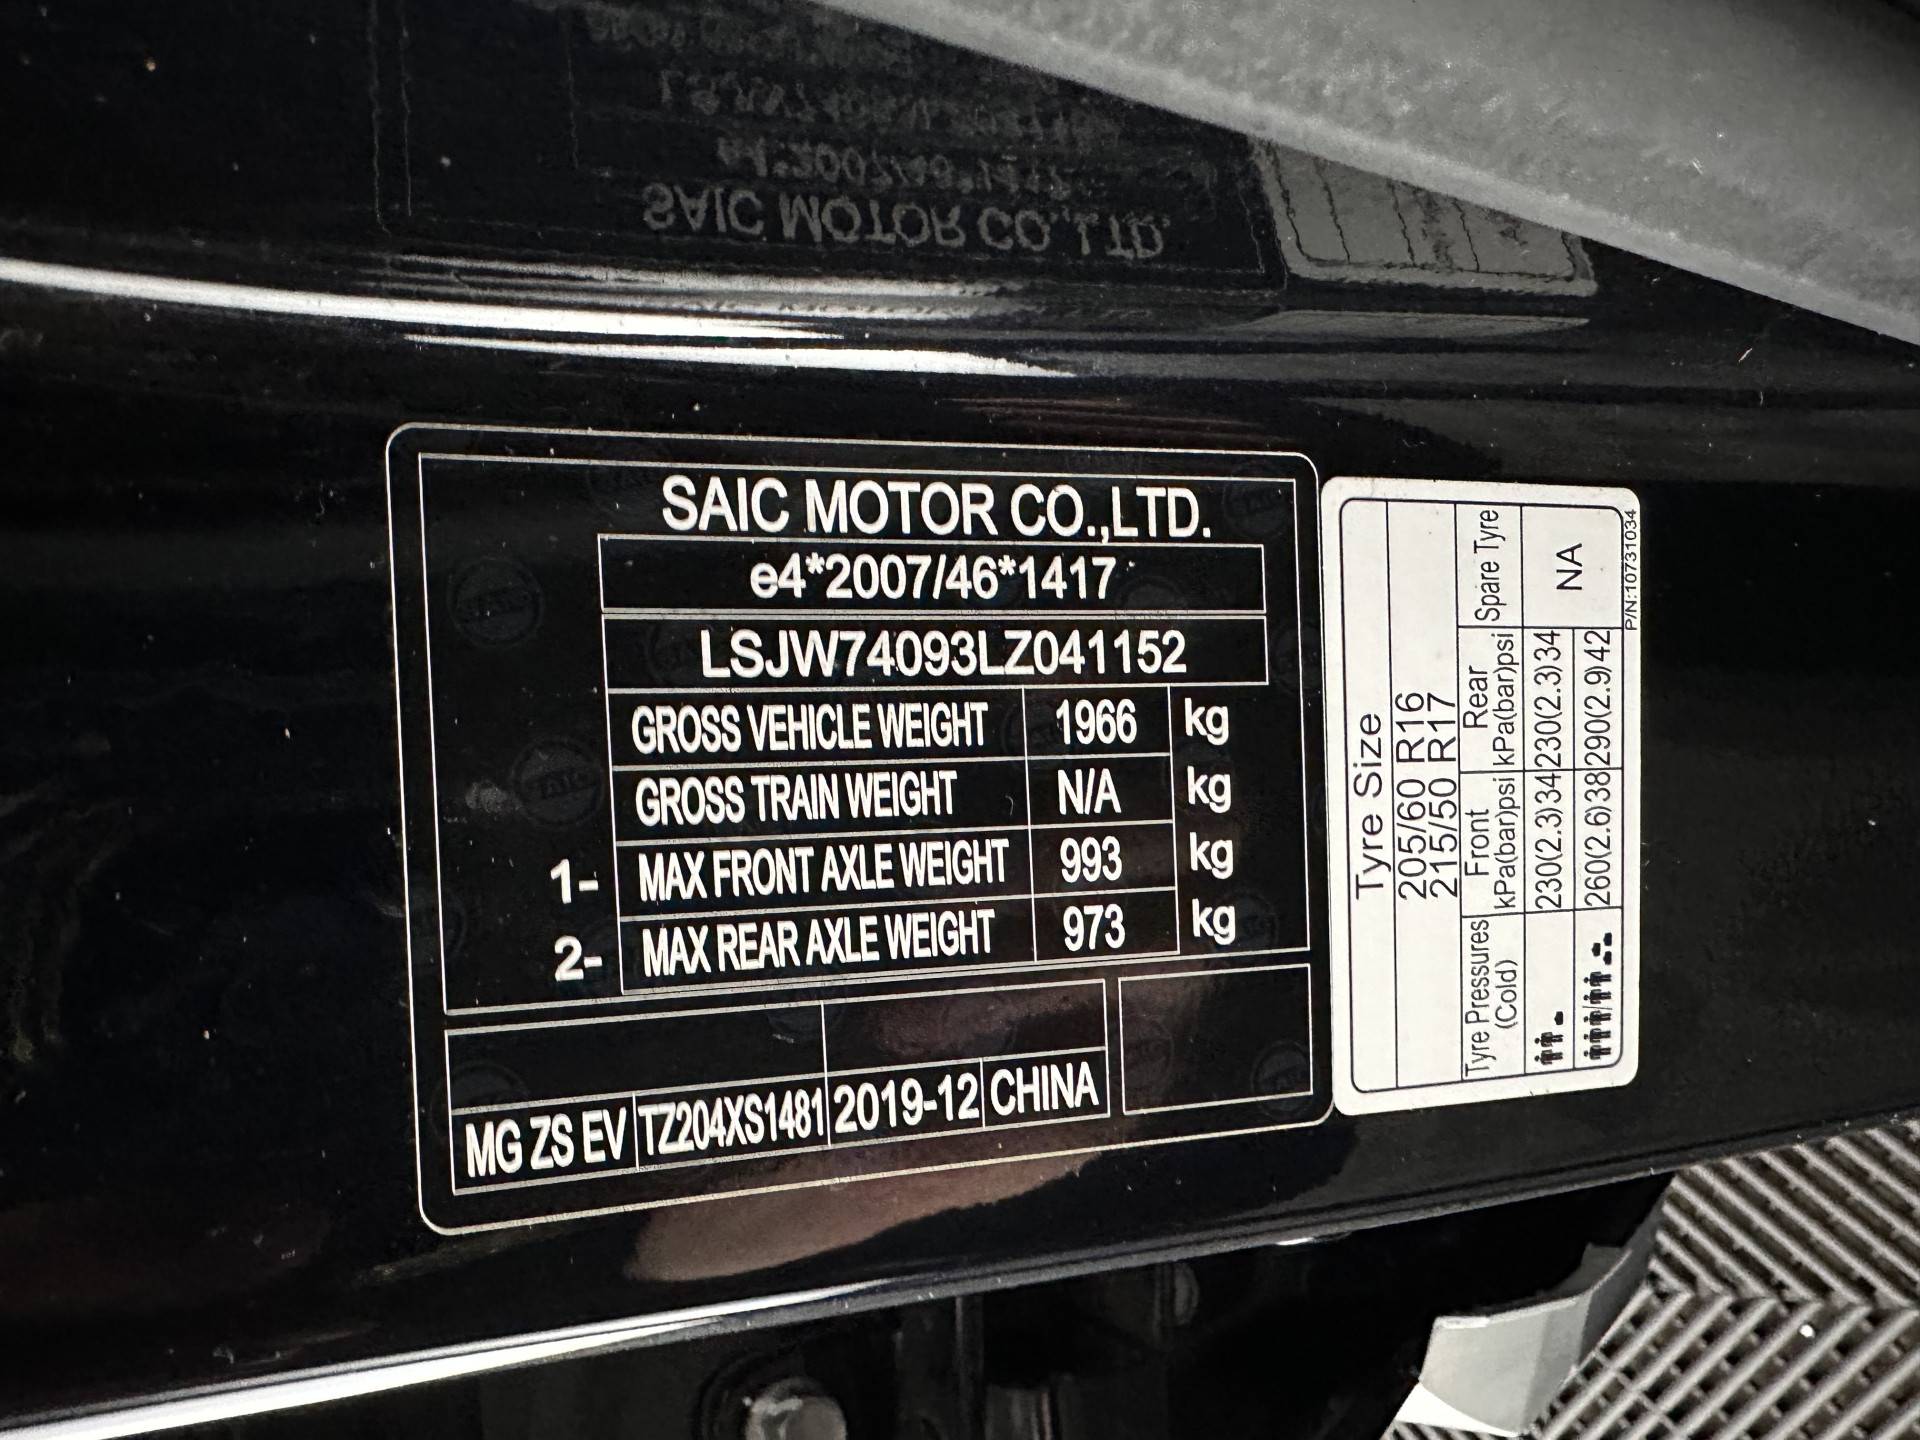 SAIC MOTOR CO.,LTD.
e4*2007/46*1417
LSJW74093LZ041152
GROSS VEHICLE WEIGHT 1966 kg
GROSS TRAIN WEIGHT N/A kg
1- MAX FRONT AXLE WEIGHT 993 kg
2- MAX REAR AXLE WEIGHT 973 kg
MG ZS EV TZ204XS1481 2019-12 CHINA
Tyre Size
205/60 R16
215/50 R17
Tyre Pressures (Cold) Front kPa(bar)psi Rear kPa(bar)psi Spare Tyre
230(2.3)34 230(2.3)34 NA
260(2.6)38 290(2.9)42
P/N:10731034